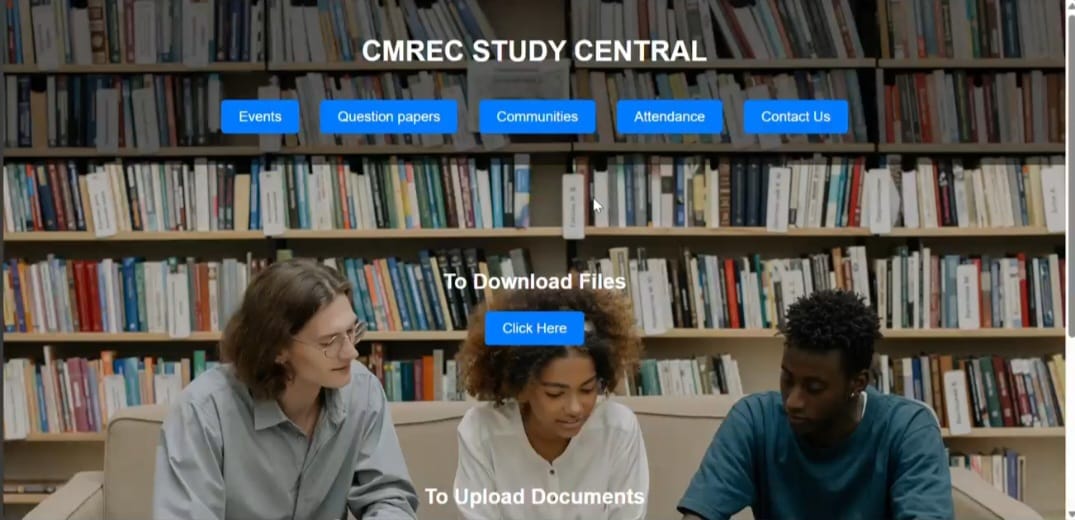 CMREC STUDY CENTRAL
Events Question papers Communities Attendance Contact Us
To Download Files
Click Here
To Upload Documents